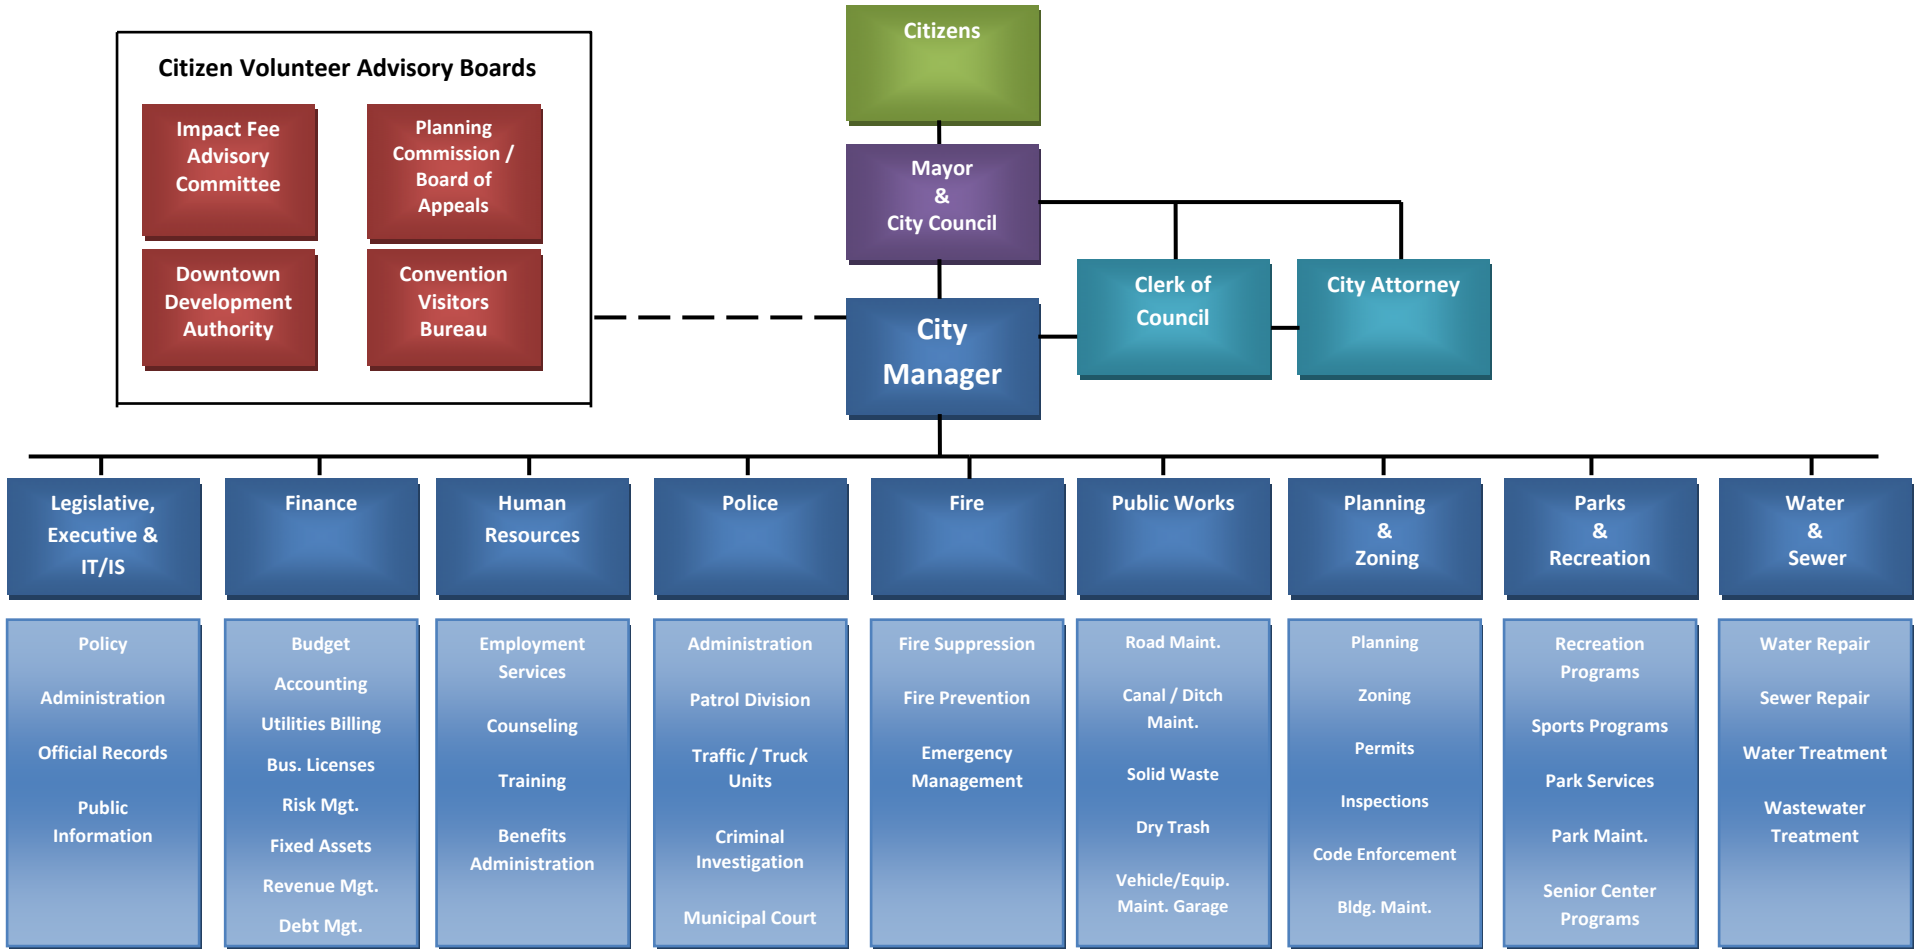 Citizens
Citizen Volunteer Advisory Boards
Impact Fee
Advisory
Committee
Planning
Commission /
Board of
Appeals
Downtown
Development
Authority
Convention
Visitors
Bureau
Mayor
&
City Council
Clerk of
Council
City Attorney
City
Manager
Legislative,
Executive &
IT/IS
Finance
Human
Resources
Police
Fire
Public Works
Planning
&
Zoning
Parks
&
Recreation
Water
&
Sewer
Policy
Administration
Official Records
Public
Information
Budget
Accounting
Utilities Billing
Bus. Licenses
Risk Mgt.
Fixed Assets
Revenue Mgt.
Debt Mgt.
Employment
Services
Counseling
Training
Benefits
Administration
Administration
Patrol Division
Traffic / Truck
Units
Criminal
Investigation
Municipal Court
Fire Suppression
Fire Prevention
Emergency
Management
Road Maint.
Canal / Ditch
Maint.
Solid Waste
Dry Trash
Vehicle/Equip.
Maint. Garage
Planning
Zoning
Permits
Inspections
Code Enforcement
Bldg. Maint.
Recreation
Programs
Sports Programs
Park Services
Park Maint.
Senior Center
Programs
Water Repair
Sewer Repair
Water Treatment
Wastewater
Treatment